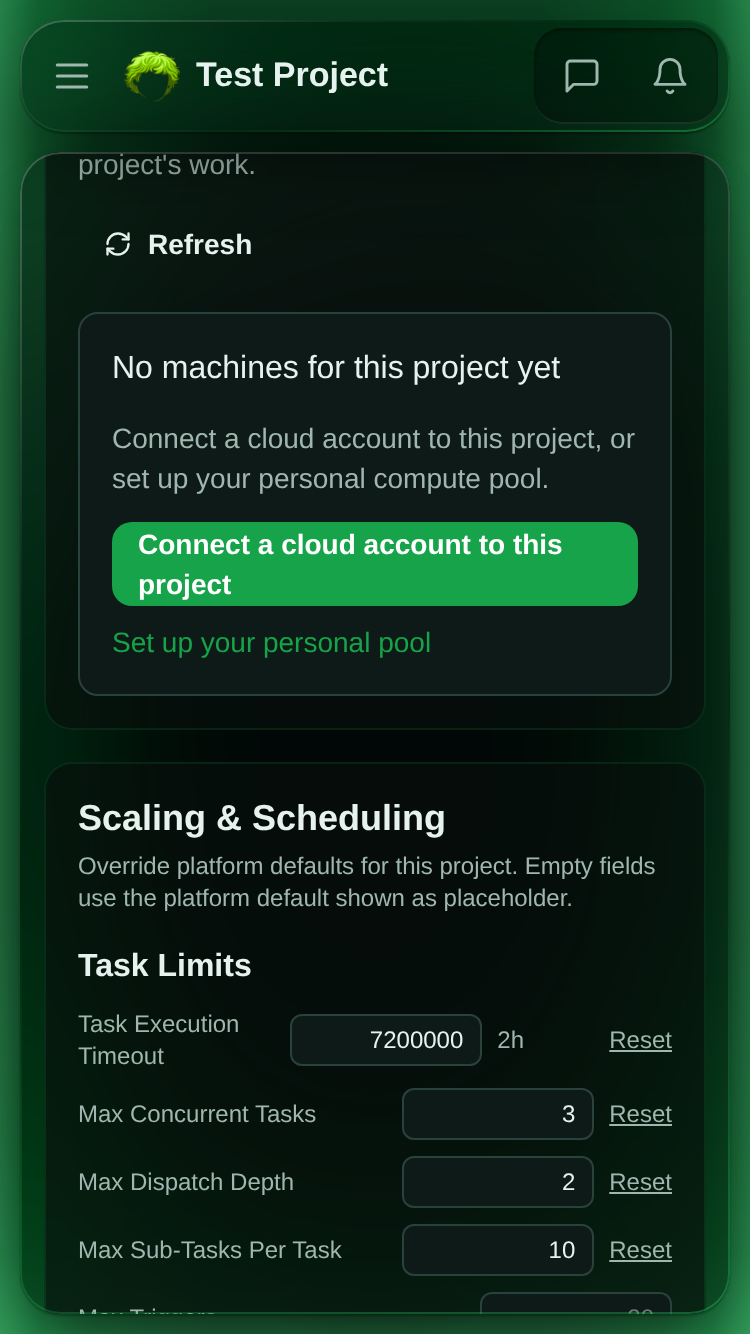 Test Project
project's work.
Refresh
No machines for this project yet
Connect a cloud account to this project, or
set up your personal compute pool.
Connect a cloud account to this
project
Set up your personal pool
Scaling & Scheduling
Override platform defaults for this project. Empty fields
use the platform default shown as placeholder.
Task Limits
Task Execution
Timeout
7200000 2h Reset
Max Concurrent Tasks 3 Reset
Max Dispatch Depth 2 Reset
Max Sub-Tasks Per Task 10 Reset
Max Triggers